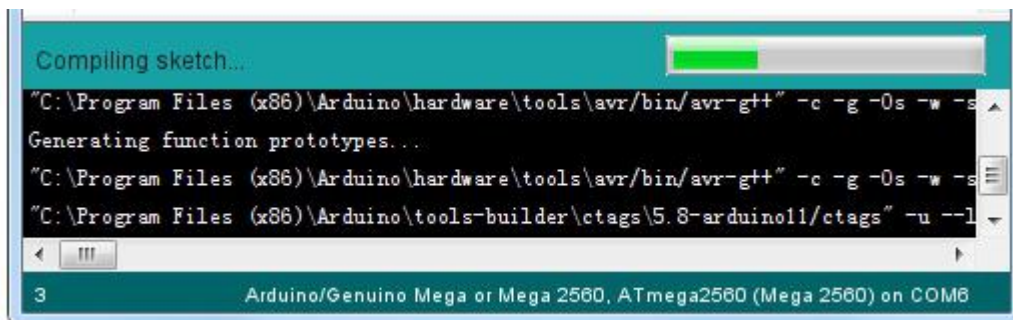 Compiling sketch...
"C:\Program Files (x86)\Arduino\hardware\tools\avr/bin/avr-g++" -c -g -Os -w -s
Generating function prototypes...
"C:\Program Files (x86)\Arduino\hardware\tools\avr/bin/avr-g++" -c -g -Os -w -s
"C:\Program Files (x86)\Arduino\tools-builder\ctags\5.8-arduino11/ctags" -u --l
3 Arduino/Genuino Mega or Mega 2560, ATmega2560 (Mega 2560) on COM6